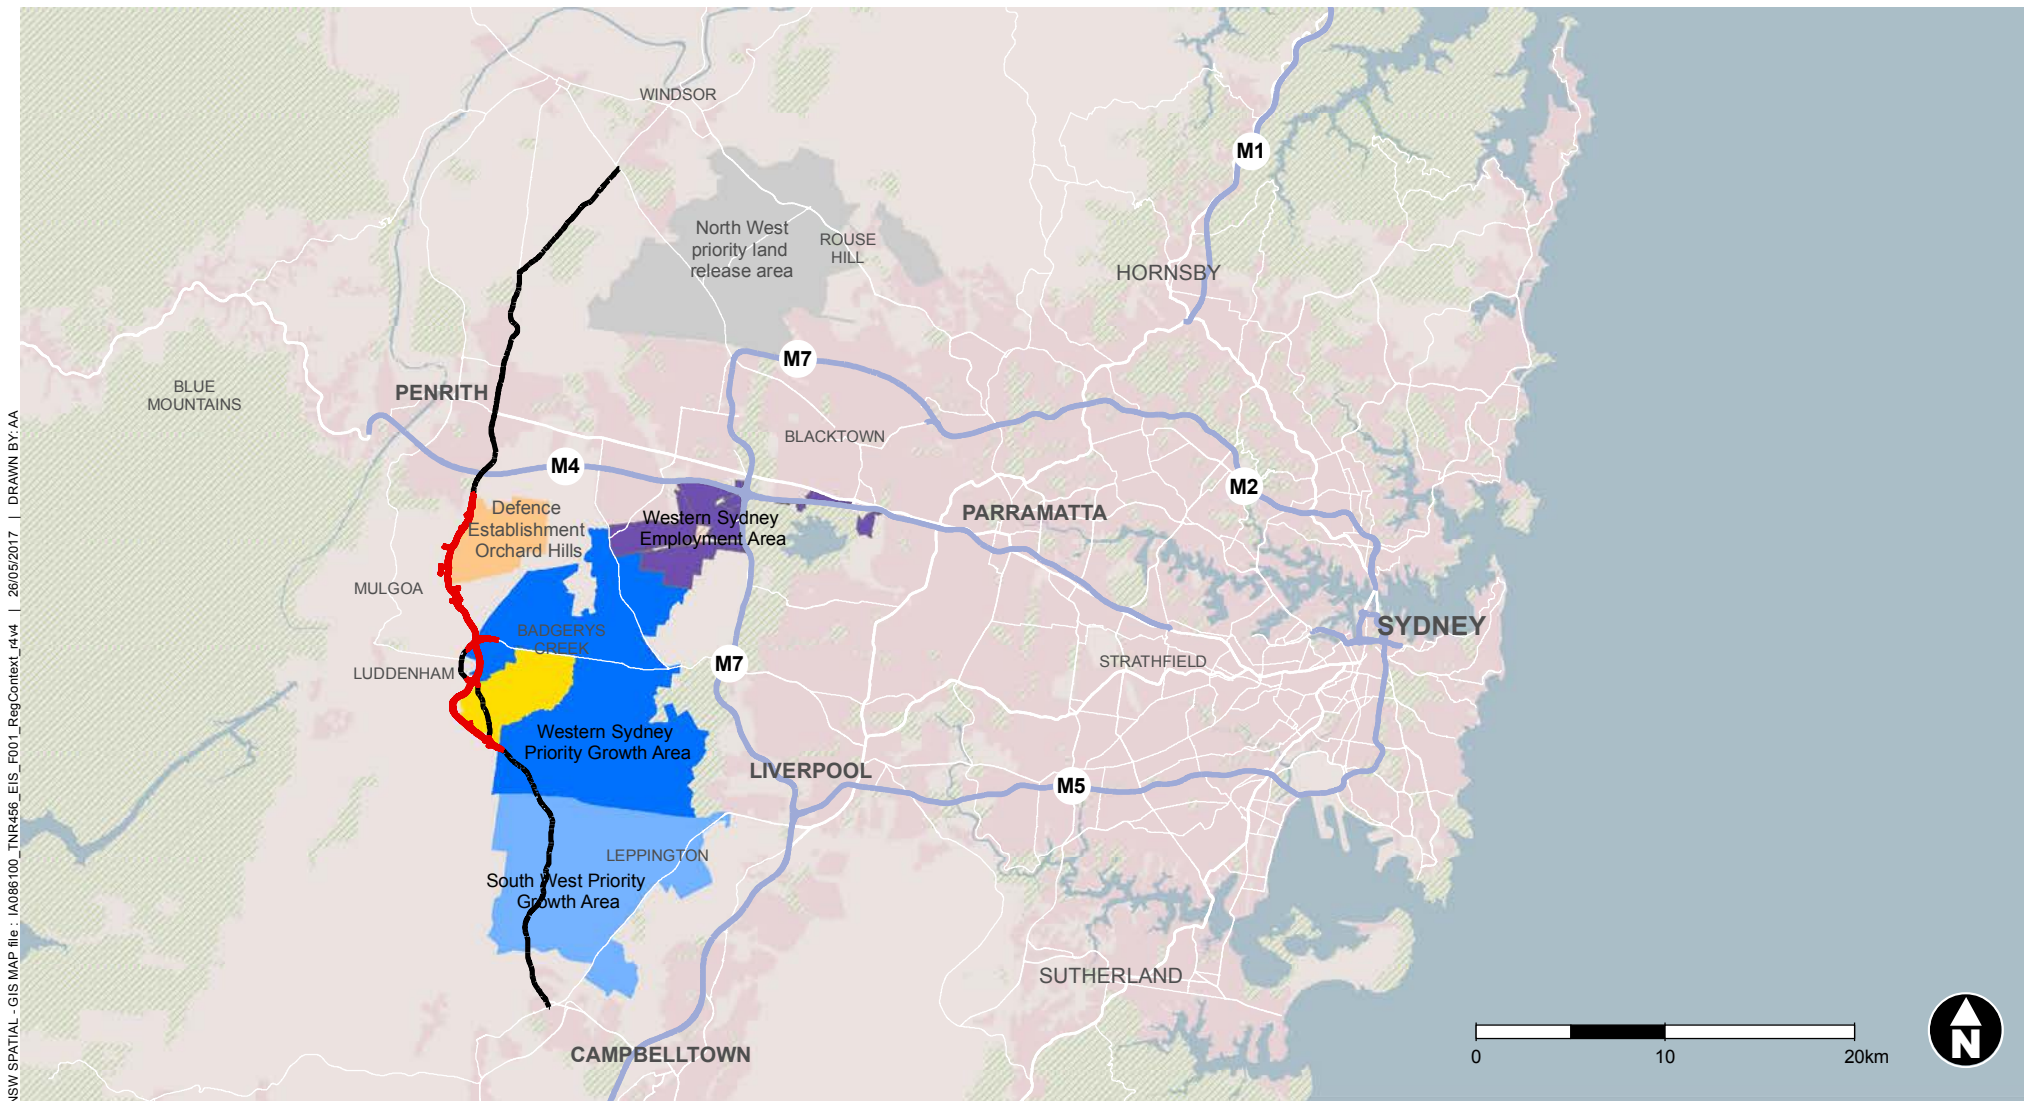 WINDSOR
M1
North West
priority land
release area
ROUSE
HILL
HORNSBY
M7
BLUE
MOUNTAINS
PENRITH
BLACKTOWN
M4
M2
Defence
Establishment
Orchard Hills
Western Sydney
Employment Area
PARRAMATTA
MULGOA
BADGERYS
CREEK
SYDNEY
LUDDENHAM
M7
STRATHFIELD
Western Sydney
Priority Growth Area
LIVERPOOL
M5
LEPPINGTON
South West Priority
Growth Area
SUTHERLAND
CAMPBELLTOWN
0 10 20km
N
NSW SPATIAL - GIS MAP file : IA086100_TNR456_EIS_F001_RegContext_r4v4 | 26/05/2017 | DRAWN BY: AA